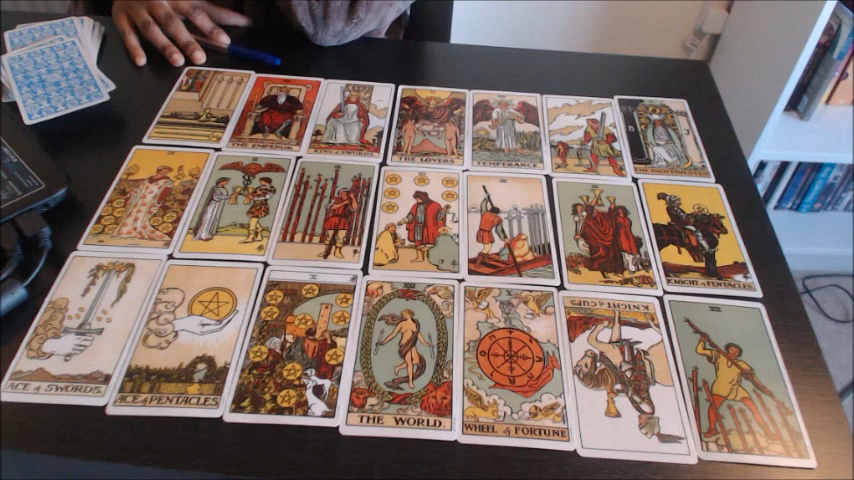 THE EMPEROR.
THE LOVERS.
TEMPERANCE.
KNIGHT of PENTACLES.
ACE of SWORDS.
ACE of PENTACLES.
X
XXI
THE WORLD.
WHEEL of FORTUNE
KNIGHT of CUPS.